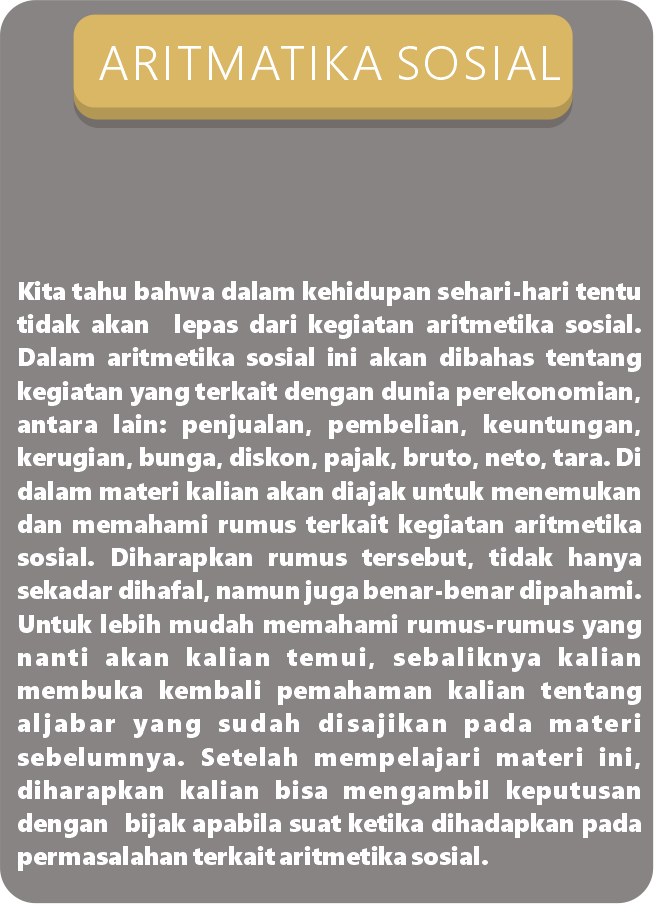 ARITMATIKA SOSIAL
Kita tahu bahwa dalam kehidupan sehari-hari tentu
tidak akan lepas dari kegiatan aritmetika sosial.
Dalam aritmetika sosial ini akan dibahas tentang
kegiatan yang terkait dengan dunia perekonomian,
antara lain: penjualan, pembelian, keuntungan,
kerugian, bunga, diskon, pajak, bruto, neto, tara. Di
dalam materi kalian akan diajak untuk menemukan
dan memahami rumus terkait kegiatan aritmetika
sosial. Diharapkan rumus tersebut, tidak hanya
sekadar dihafal, namun juga benar-benar dipahami.
Untuk lebih mudah memahami rumus-rumus yang
nanti akan kalian temui, sebaliknya kalian
membuka kembali pemahaman kalian tentang
aljabar yang sudah disajikan pada materi
sebelumnya. Setelah mempelajari materi ini,
diharapkan kalian bisa mengambil keputusan
dengan bijak apabila suat ketika dihadapkan pada
permasalahan terkait aritmetika sosial.